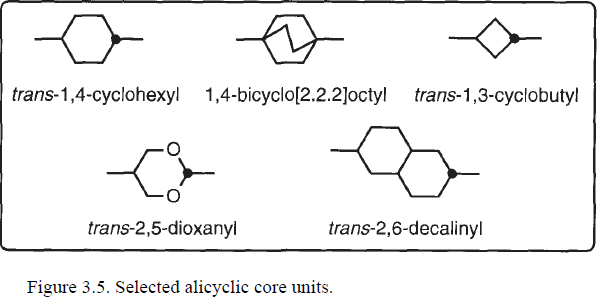 trans-1,4-cyclohexyl 1,4-bicyclo[2.2.2]octyl trans-1,3-cyclobutyl
O
O
trans-2,5-dioxanyl trans-2,6-decalinyl
Figure 3.5. Selected alicyclic core units.